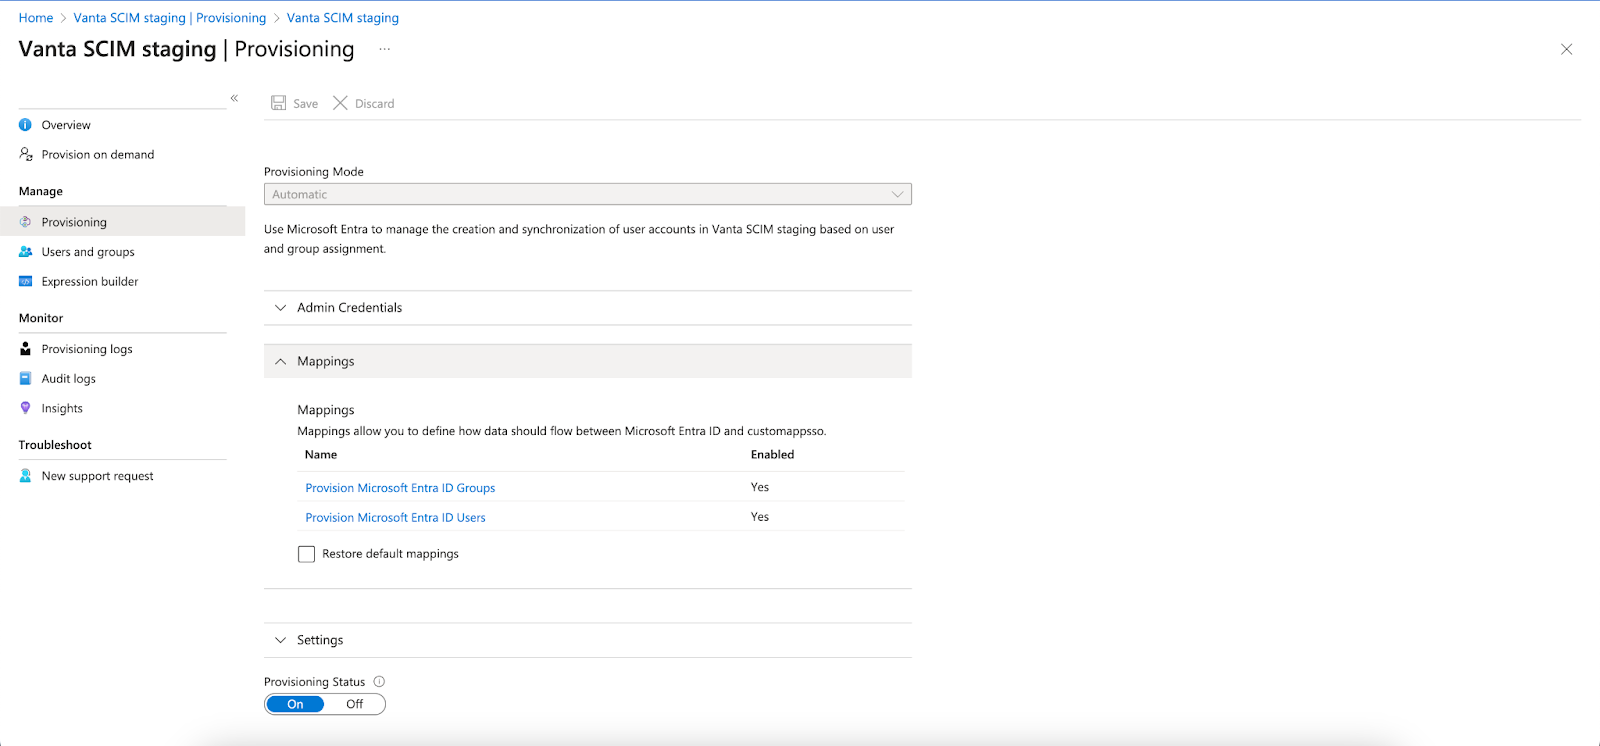 Home > Vanta SCIM staging | Provisioning > Vanta SCIM staging
Vanta SCIM staging | Provisioning ...
Save Discard
Overview
Provision on demand
Manage
Provisioning
Users and groups
Expression builder
Monitor
Provisioning logs
Audit logs
Insights
Troubleshoot
New support request
Provisioning Mode
Automatic
Use Microsoft Entra to manage the creation and synchronization of user accounts in Vanta SCIM staging based on user
and group assignment.
Admin Credentials
Mappings
Mappings
Mappings allow you to define how data should flow between Microsoft Entra ID and customappsso.
Name Enabled
Provision Microsoft Entra ID Groups Yes
Provision Microsoft Entra ID Users Yes
Restore default mappings
Settings
Provisioning Status
On Off